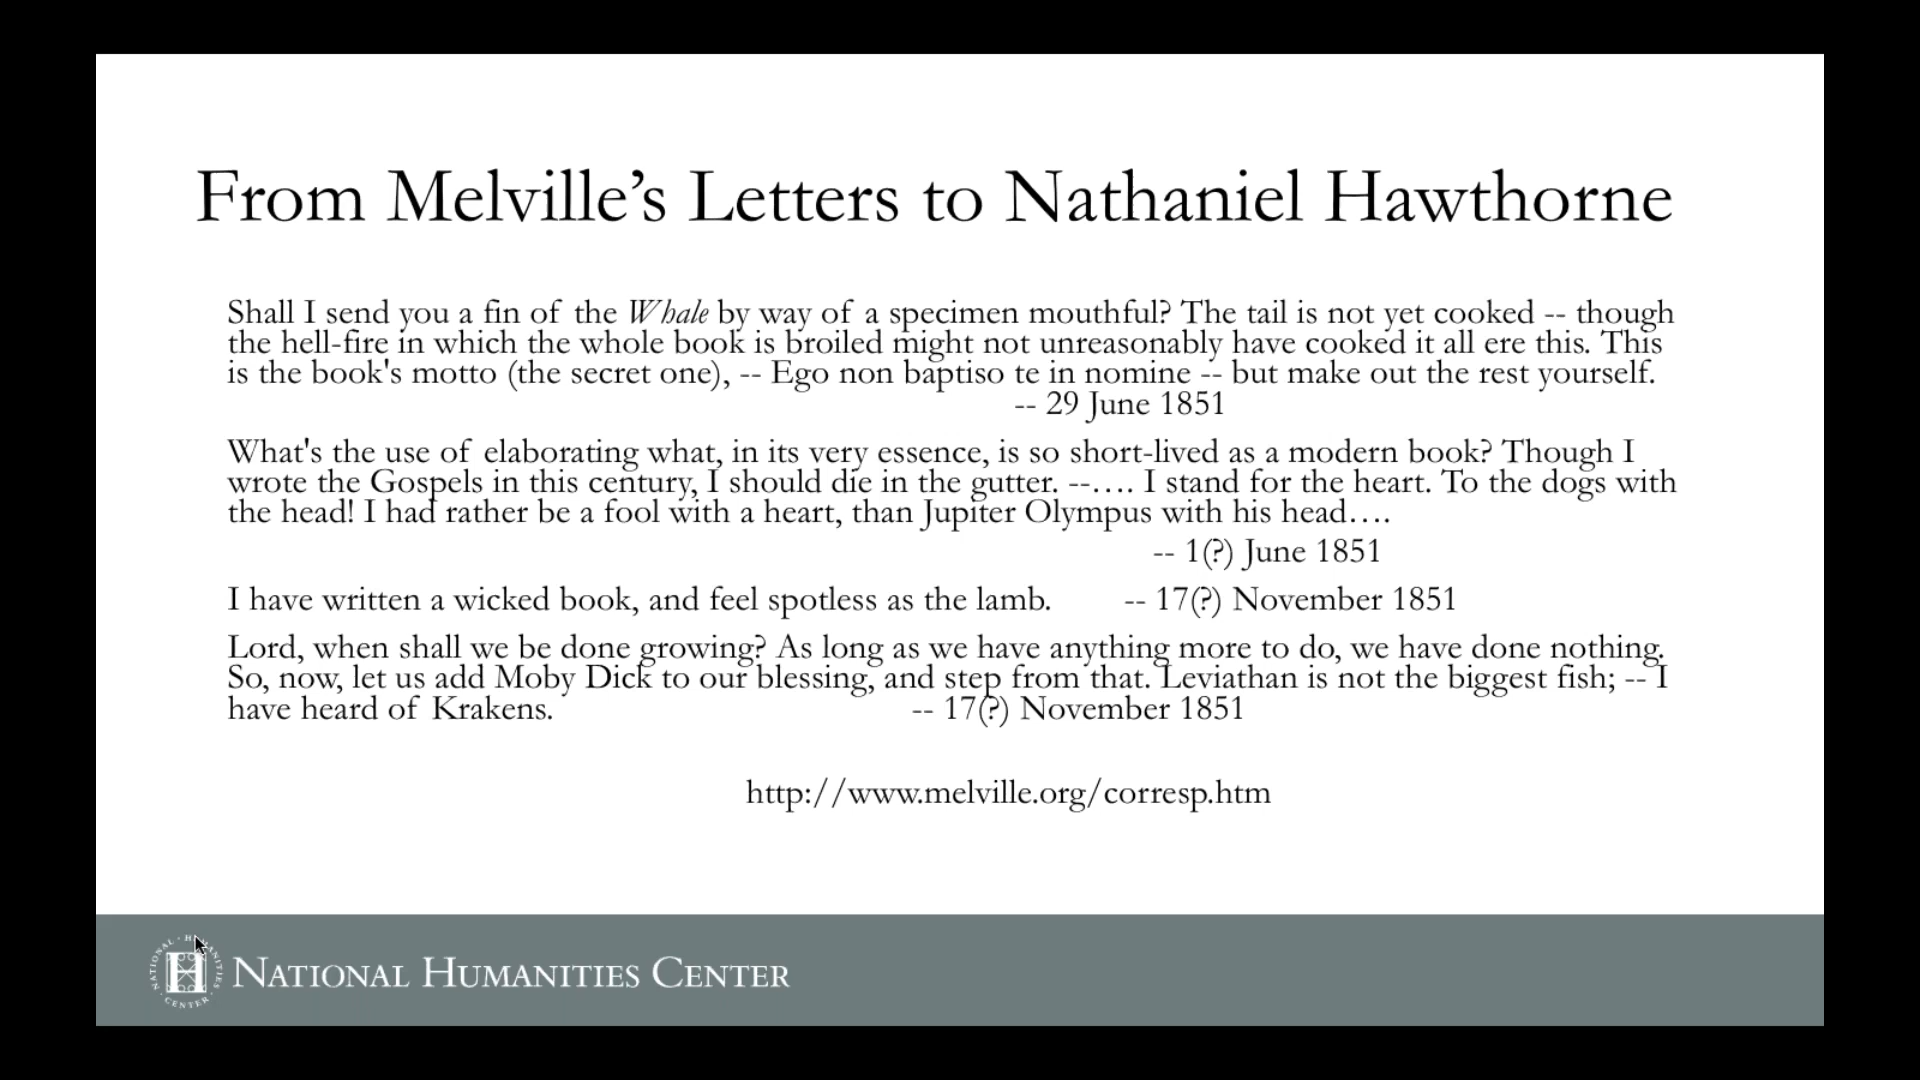 From Melville’s Letters to Nathaniel Hawthorne
Shall I send you a fin of the Whale by way of a specimen mouthful? The tail is not yet cooked -- though
the hell-fire in which the whole book is broiled might not unreasonably have cooked it all ere this. This
is the book's motto (the secret one), -- Ego non baptiso te in nomine -- but make out the rest yourself.
-- 29 June 1851
What's the use of elaborating what, in its very essence, is so short-lived as a modern book? Though I
wrote the Gospels in this century, I should die in the gutter. --…. I stand for the heart. To the dogs with
the head! I had rather be a fool with a heart, than Jupiter Olympus with his head….
-- 1(?) June 1851
I have written a wicked book, and feel spotless as the lamb. -- 17(?) November 1851
Lord, when shall we be done growing? As long as we have anything more to do, we have done nothing.
So, now, let us add Moby Dick to our blessing, and step from that. Leviathan is not the biggest fish; -- I
have heard of Krakens. -- 17(?) November 1851
http://www.melville.org/corresp.htm
NATIONAL · HUMANITIES · CENTER ·
H
NATIONAL HUMANITIES CENTER